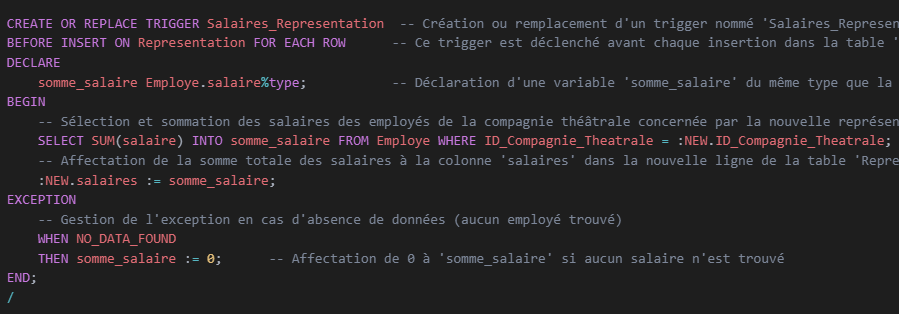 CREATE OR REPLACE TRIGGER Salaires_Representation  -- Création ou remplacement d'un trigger nommé 'Salaires_Represen
BEFORE INSERT ON Representation FOR EACH ROW      -- Ce trigger est déclenché avant chaque insertion dans la table '
DECLARE
    somme_salaire Employe.salaire%type;           -- Déclaration d'une variable 'somme_salaire' du même type que la
BEGIN
    -- Sélection et sommation des salaires des employés de la compagnie théâtrale concernée par la nouvelle représen
    SELECT SUM(salaire) INTO somme_salaire FROM Employe WHERE ID_Compagnie_Theatrale = :NEW.ID_Compagnie_Theatrale;
    -- Affectation de la somme totale des salaires à la colonne 'salaires' dans la nouvelle ligne de la table 'Repre
    :NEW.salaires := somme_salaire;
EXCEPTION
    -- Gestion de l'exception en cas d'absence de données (aucun employé trouvé)
    WHEN NO_DATA_FOUND
    THEN somme_salaire := 0;      -- Affectation de 0 à 'somme_salaire' si aucun salaire n'est trouvé
END;
/